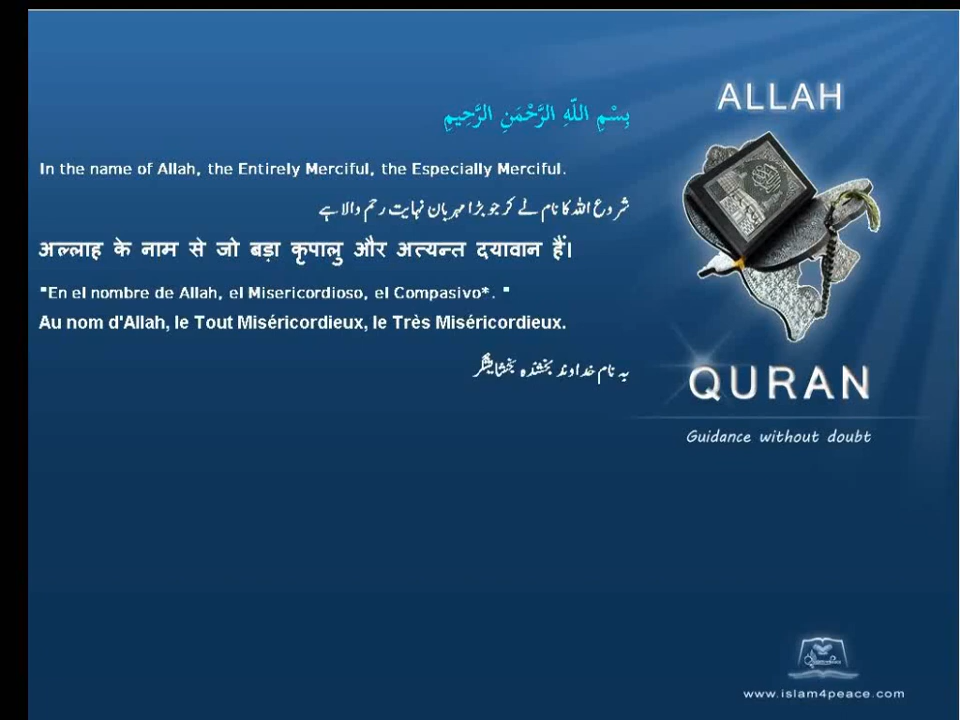 بِسْمِ اللّهِ الرَّحْمَنِ الرَّحِيمِ
In the name of Allah, the Entirely Merciful, the Especially Merciful.
شروع اللہ کا نام لے کر جو بڑا مہربان نہایت رحم والا ہے
अल्लाह के नाम से जो बड़ा कृपालु और अत्यन्त दयावान हैं।
"En el nombre de Allah, el Misericordioso, el Compasivo*. "
Au nom d'Allah, le Tout Miséricordieux, le Très Miséricordieux.
به نام خداوند بخشنده بخشایشگر
ALLAH
QURAN
Guidance without doubt
www.islam4peace.com